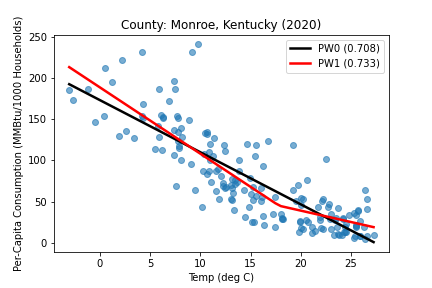 County: Monroe, Kentucky (2020)
Per-Capita Consumption (MMBtu/1000 Households)
250
200
150
100
50
0
PW0 (0.708)
PW1 (0.733)
0 5 10 15 20 25
Temp (deg C)